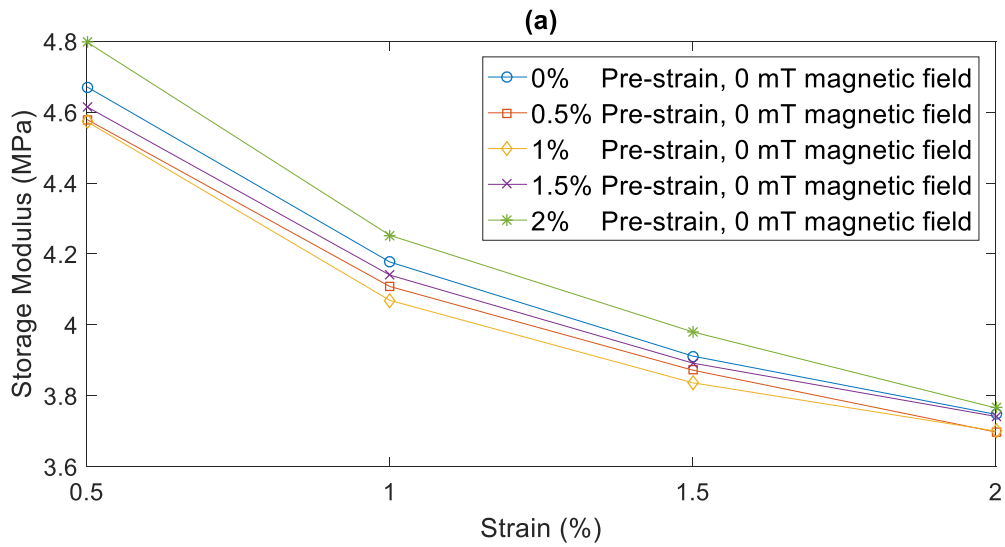 (a)
4.8
4.6
4.4
4.2
4
3.8
3.6
Storage Modulus (MPa)
0% Pre-strain, 0 mT magnetic field
0.5% Pre-strain, 0 mT magnetic field
1% Pre-strain, 0 mT magnetic field
1.5% Pre-strain, 0 mT magnetic field
2% Pre-strain, 0 mT magnetic field
0.5 1 1.5 2
Strain (%)